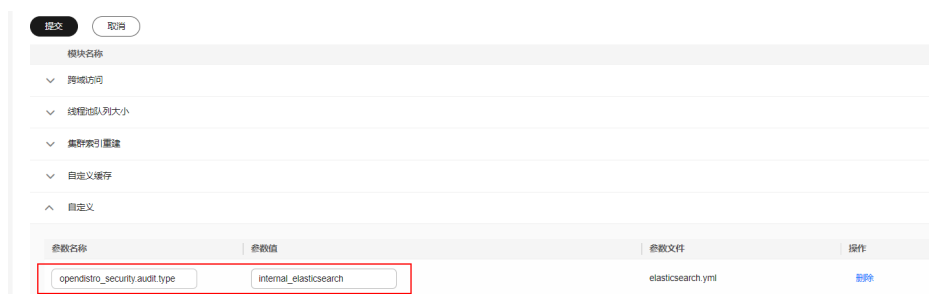 提交 取消
模块名称
跨域访问
线程池队列大小
集群索引重建
自定义缓存
自定义
参数名称 参数值 参数文件 操作
opendistro_security.audit.type internal_elasticsearch elasticsearch.yml 删除